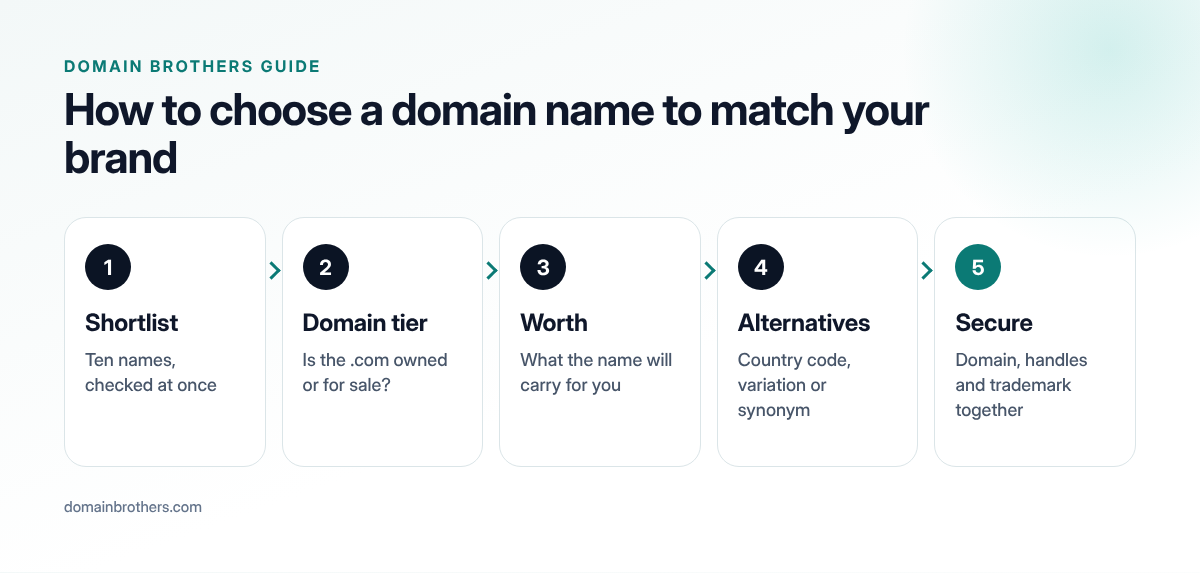 DOMAIN BROTHERS GUIDE
How to choose a domain name to match your
brand
1
Shortlist
Ten names,
checked at once
2
Domain tier
Is the .com owned
or for sale?
3
Worth
What the name will
carry for you
4
Alternatives
Country code,
variation or
synonym
5
Secure
Domain, handles
and trademark
together
domainbrothers.com